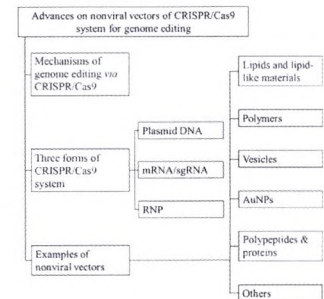 Advances on nonviral vectors of CRISPR/Cas9
system for genome editing
Mechanisms of
genome editing via
CRISPR/Cas9
Three forms of
CRISPR/Cas9
system
Examples of
nonviral vectors
Plasmid DNA
mRNA/sgRNA
RNP
Lipids and lipid-
like materials
Polymers
Vesicles
AuNPs
Polypeptides &
proteins
Others